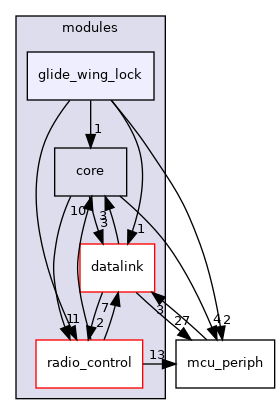 modules
glide_wing_lock
1
core
10
3
3
1
datalink
27
3
11
1
2
7
4
2
radio_control
13
mcu_periph